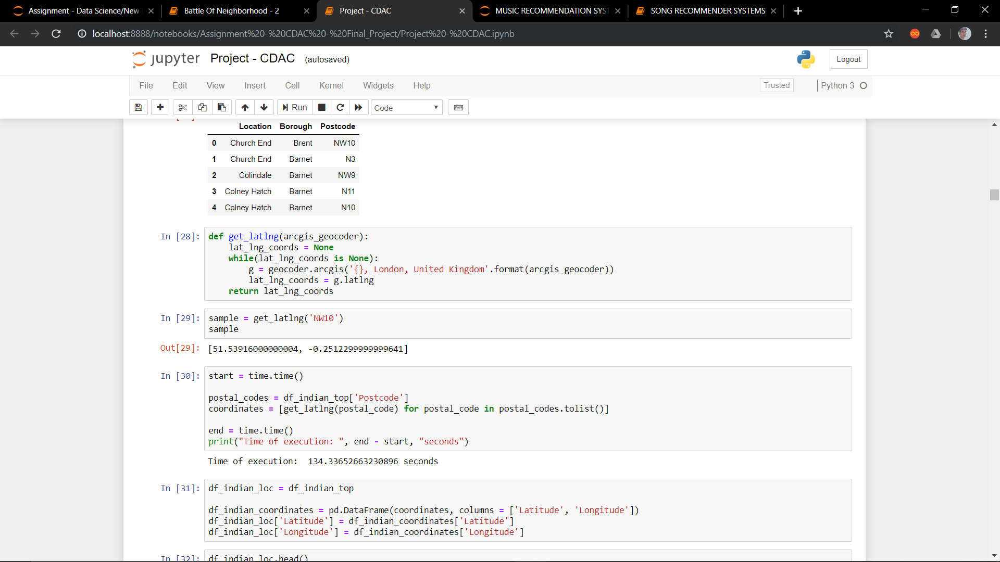 Assignment - Data Science/New
Battle Of Neighborhood - 2
Project - CDAC
MUSIC RECOMMENDATION SYST
SONG RECOMMENDER SYSTEMS
localhost:8888/notebooks/Assignment%20-%20CDAC%20-%20Final_Project/Project%20-%20CDAC.ipynb
jupyter Project - CDAC (autosaved)
Logout
File Edit View Insert Cell Kernel Widgets Help
Trusted
Python 3
Run
Code
Location Borough Postcode
0 Church End Brent NW10
1 Church End Barnet N3
2 Colindale Barnet NW9
3 Colney Hatch Barnet N11
4 Colney Hatch Barnet N10
In [28]: def get_latlng(arcgis_geocoder):
    lat_lng_coords = None
    while(lat_lng_coords is None):
        g = geocoder.arcgis('{}, London, United Kingdom'.format(arcgis_geocoder))
        lat_lng_coords = g.latlng
    return lat_lng_coords
In [29]: sample = get_latlng('NW10')
sample
Out[29]: [51.53916000000004, -0.2512299999999641]
In [30]: start = time.time()
postal_codes = df_indian_top['Postcode']
coordinates = [get_latlng(postal_code) for postal_code in postal_codes.tolist()]
end = time.time()
print("Time of execution: ", end - start, "seconds")
Time of execution:  134.33652663230896 seconds
In [31]: df_indian_loc = df_indian_top
df_indian_coordinates = pd.DataFrame(coordinates, columns = ['Latitude', 'Longitude'])
df_indian_loc['Latitude'] = df_indian_coordinates['Latitude']
df_indian_loc['Longitude'] = df_indian_coordinates['Longitude']
In [32]: df_indian_loc.head()